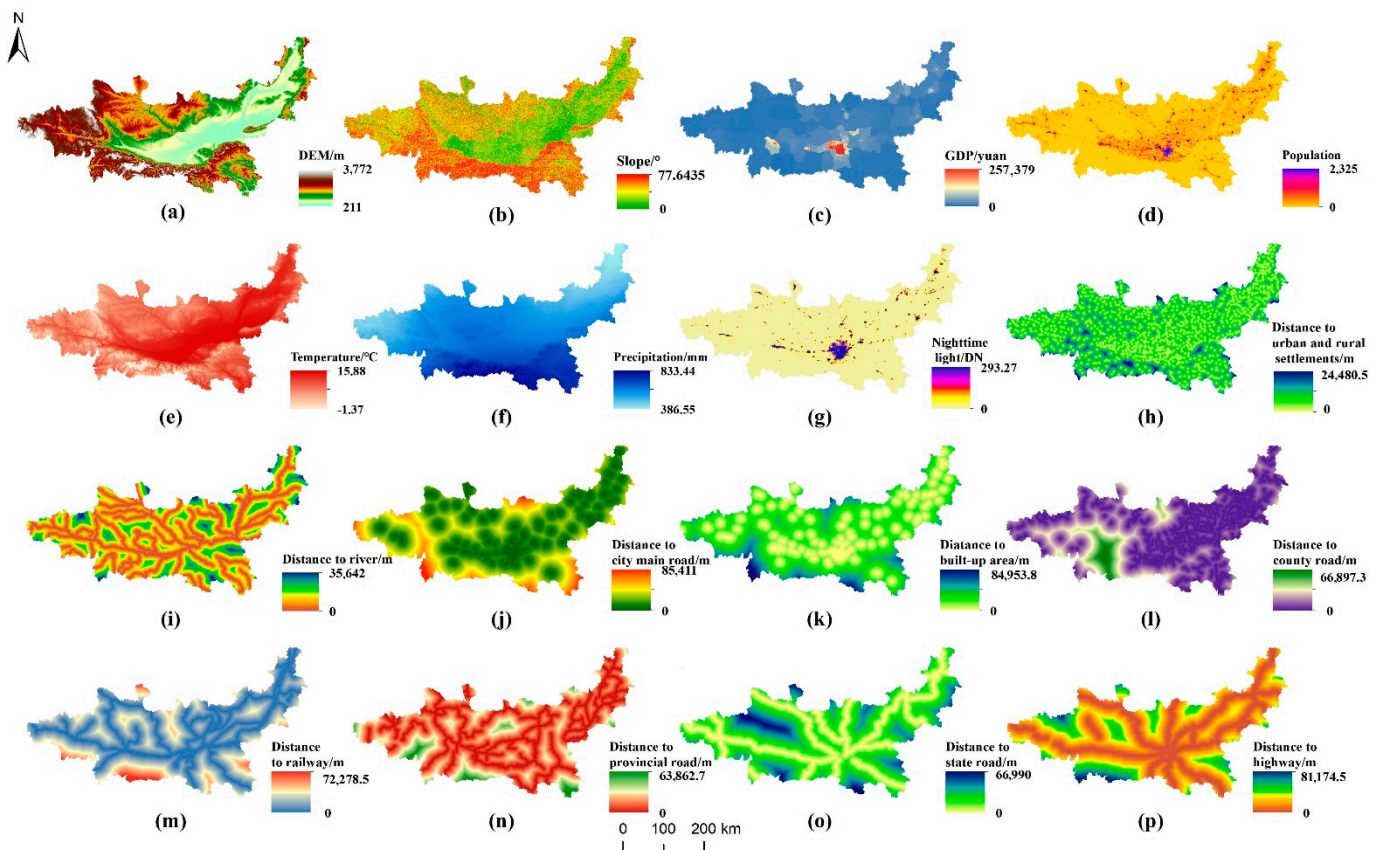 N
DEM/m
3,772
211
(a)
Slope/°
77.6435
0
(b)
GDP/yuan
257,379
0
(c)
Population
2,325
0
(d)
Temperature/°C
15.88
-1.37
(e)
Precipitation/mm
833.44
386.55
(f)
Nighttime
light/DN
293.27
0
(g)
Distance to
urban and rural
settlements/m
24,480.5
0
(h)
Distance to river/m
35,642
0
(i)
Distance to
city main road/m
85,411
0
(j)
Diatance to
built-up area/m
84,953.8
0
(k)
Distance to
county road/m
66,897.3
0
(l)
Distance
to railway/m
72,278.5
0
(m)
Distance to
provincial road/m
63,862.7
0
(n)
Distance to
state road/m
66,990
0
(o)
Distance to
highway/m
81,174.5
0
(p)
0 100 200 km